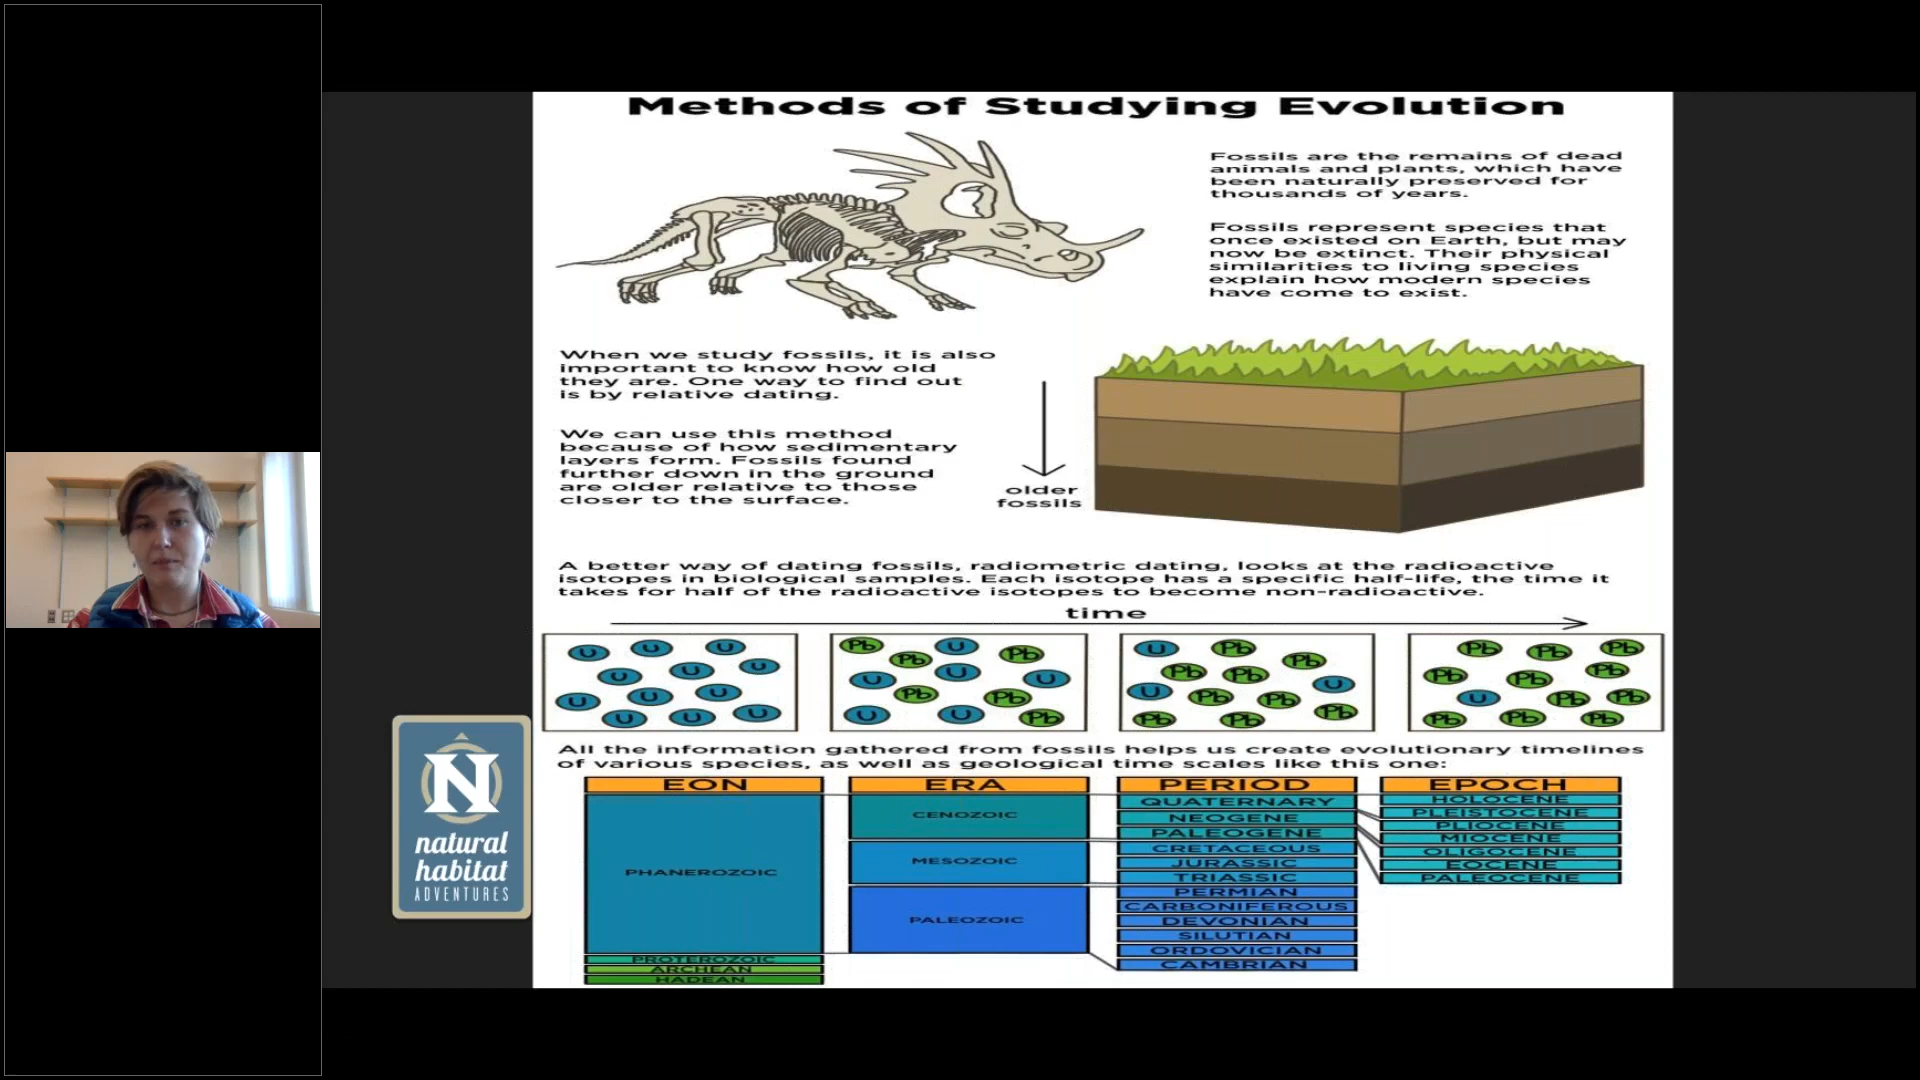 Methods of Studying Evolution
Fossils are the remains of dead
animals and plants, which have
been naturally preserved for
thousands of years.
Fossils represent species that
once existed on Earth, but may
now be extinct. Their physical
similarities to living species
explain how modern species
have come to exist.
When we study fossils, it is also
important to know how old
they are. One way to find out
is by relative dating.
We can use this method
because of how sedimentary
layers form. Fossils found
further down in the ground
are older relative to those
closer to the surface.
older
fossils
A better way of dating fossils, radiometric dating, looks at the radioactive
isotopes in biological samples. Each isotope has a specific half-life, the time it
takes for half of the radioactive isotopes to become non-radioactive.
time
U U U
U U U
U U U
U U U
Pb Pb U Pb
U U U
Pb Pb
U U Pb
U Pb Pb
Pb Pb U
U Pb Pb Pb
Pb Pb
Pb Pb Pb
Pb Pb Pb
U Pb Pb
Pb Pb Pb
All the information gathered from fossils helps us create evolutionary timelines
of various species, as well as geological time scales like this one:
EON
PHANEROZOIC
PROTEROZOIC
ARCHEAN
HADEAN
ERA
CENOZOIC
MESOZOIC
PALEOZOIC
PERIOD
QUATERNARY
NEOGENE
PALEOGENE
CRETACEOUS
JURASSIC
TRIASSIC
PERMIAN
CARBONIFEROUS
DEVONIAN
SILUTIAN
ORDOVICIAN
CAMBRIAN
EPOCH
HOLOCENE
PLEISTOCENE
PLIOCENE
MIOCENE
OLIGOCENE
EOCENE
PALEOCENE
N
natural
habitat
ADVENTURES